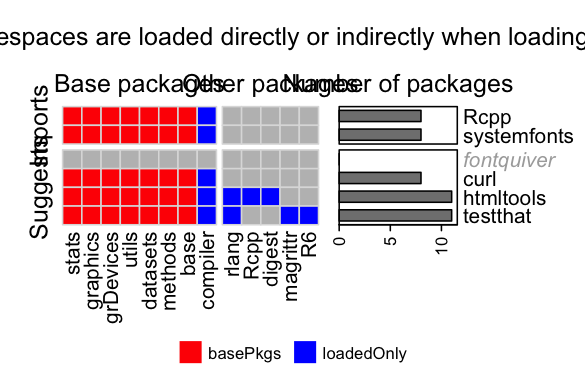 espaces are loaded directly or indirectly when loading
Base packages Other packages Number of packages
Imports
Suggests
Rcpp
systemfonts
fontquiver
curl
htmltools
testthat
stats
graphics
grDevices
utils
datasets
methods
base
compiler
rlang
Rcpp
digest
magrittr
R6
0
5
10
basePkgs
loadedOnly